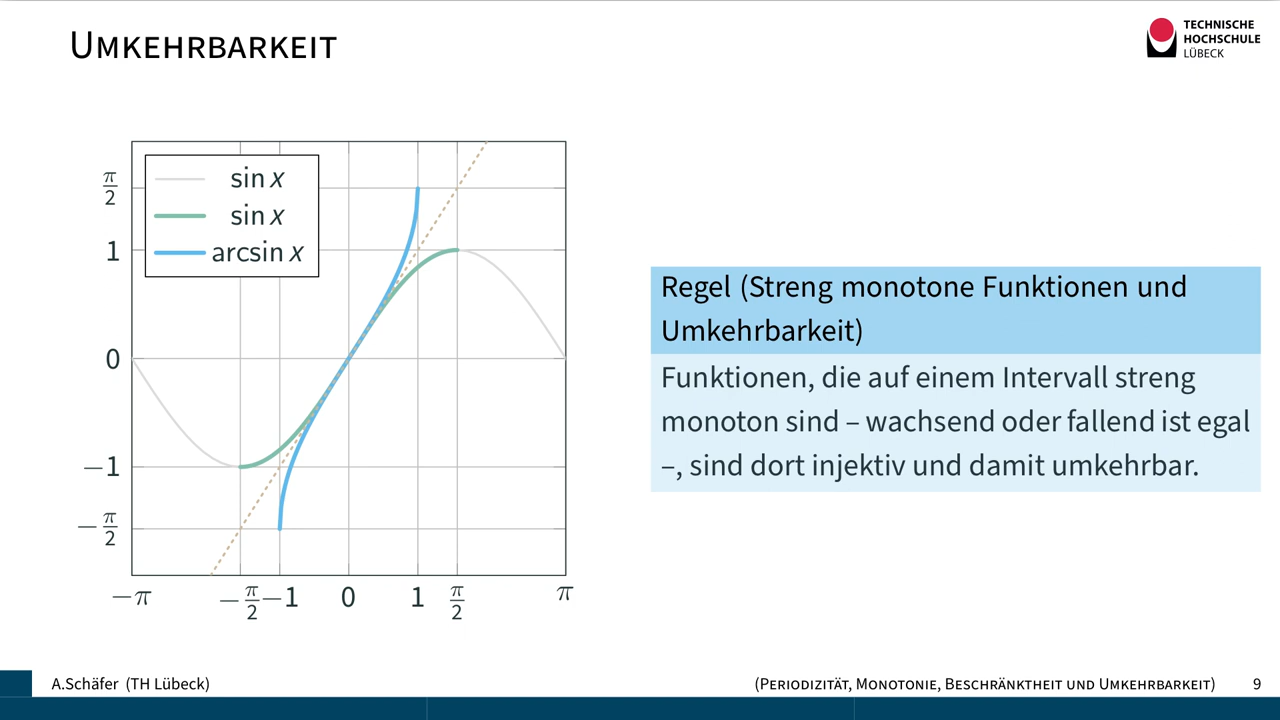 Umkehrbarkeit
TECHNISCHE
HOCHSCHULE
LÜBECK
sin x
sin x
arcsin x
π/2
1
0
−1
−π/2
−π
−π/2
−1
0
1
π/2
π
Regel (Streng monotone Funktionen und
Umkehrbarkeit)
Funktionen, die auf einem Intervall streng
monoton sind – wachsend oder fallend ist egal
–, sind dort injektiv und damit umkehrbar.
A.Schäfer (TH Lübeck)
(Periodizität, Monotonie, Beschränktheit und Umkehrbarkeit)
9